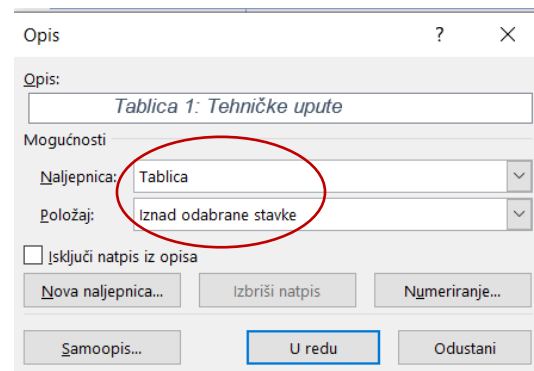 Opis ? X
Opis:
Tablica 1: Tehničke upute
Mogućnosti
Naljepnica: Tablica
Položaj: Iznad odabrane stavke
Isključi natpis iz opisa
Nova naljepnica... Izbriši natpis Numeriranje...
Samoopis... U redu Odustani